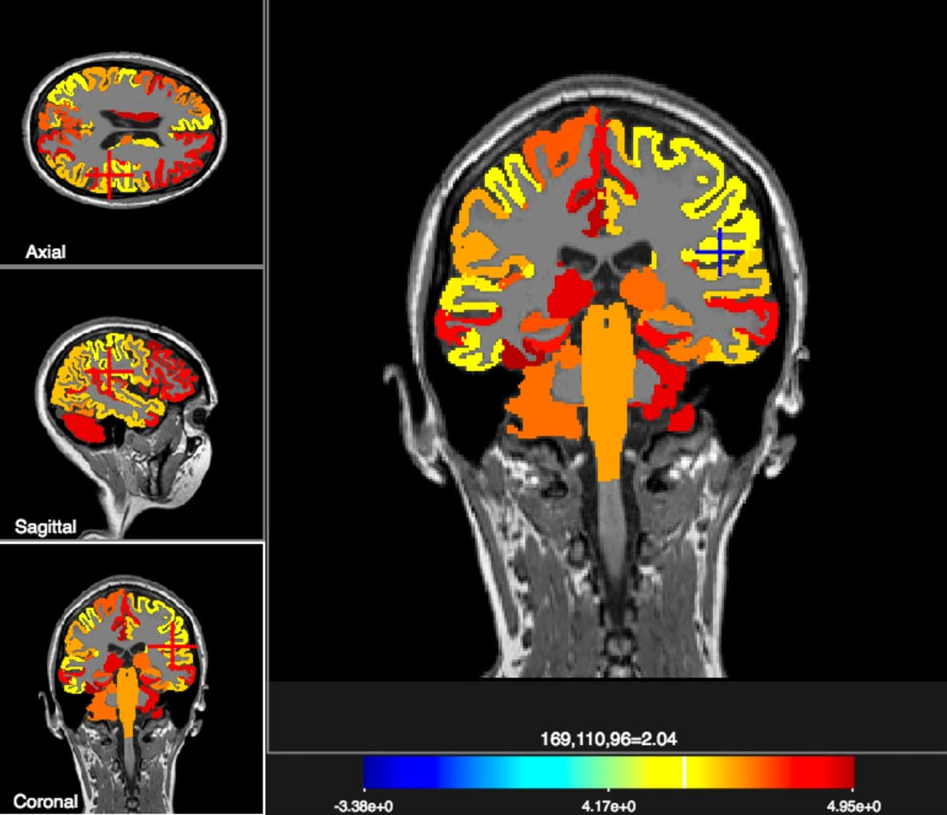 Axial
Sagittal
Coronal
169,110,96=2.04
-3.38e+0
4.17e+0
4.95e+0